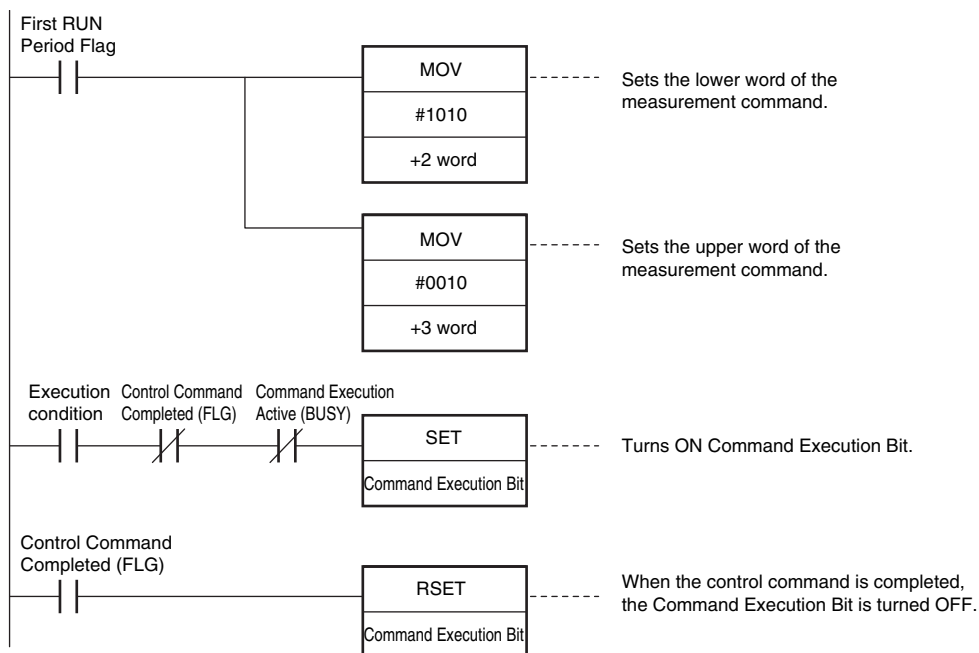 First RUN
Period Flag
MOV
#1010
+2 word
Sets the lower word of the
measurement command.
MOV
#0010
+3 word
Sets the upper word of the
measurement command.
Execution
condition
Control Command
Completed (FLG)
Command Execution
Active (BUSY)
SET
Command Execution Bit
Turns ON Command Execution Bit.
Control Command
Completed (FLG)
RSET
Command Execution Bit
When the control command is completed,
the Command Execution Bit is turned OFF.